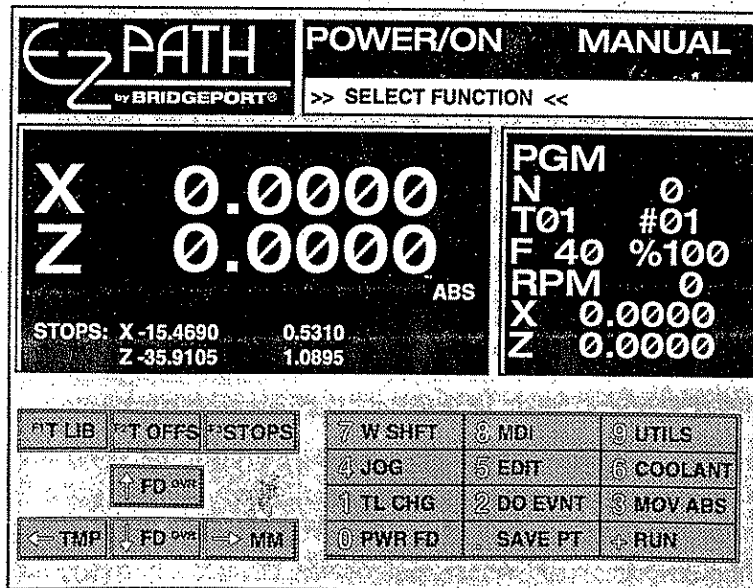 EZ PATH
by BRIDGEPORT®
POWER/ON MANUAL
>> SELECT FUNCTION <<
X 0.0000
Z 0.0000
ABS
STOPS: X -15.4690 0.5310
Z -35.9105 1.0895
PGM
N 0
T01 #01
F 40 %100
RPM 0
X 0.0000
Z 0.0000
F1 T LIB F2 T OFFS F3 STOPS
↑ FD OVR
← TMP ↓ FD OVR → MM
7 W SHFT 8 MDI 9 UTILS
4 JOG 5 EDIT 6 COOLANT
1 TL CHG 2 DO EVNT 3 MOV ABS
0 PWR FD . SAVE PT + RUN